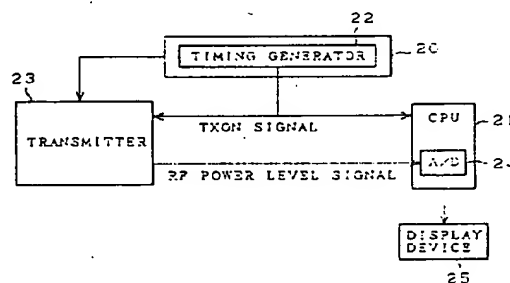 22
TIMING GENERATOR
20
23
TRANSMITTER
TXON SIGNAL
CPU
21
A/D
RF POWER LEVEL SIGNAL
DISPLAY
DEVICE
25